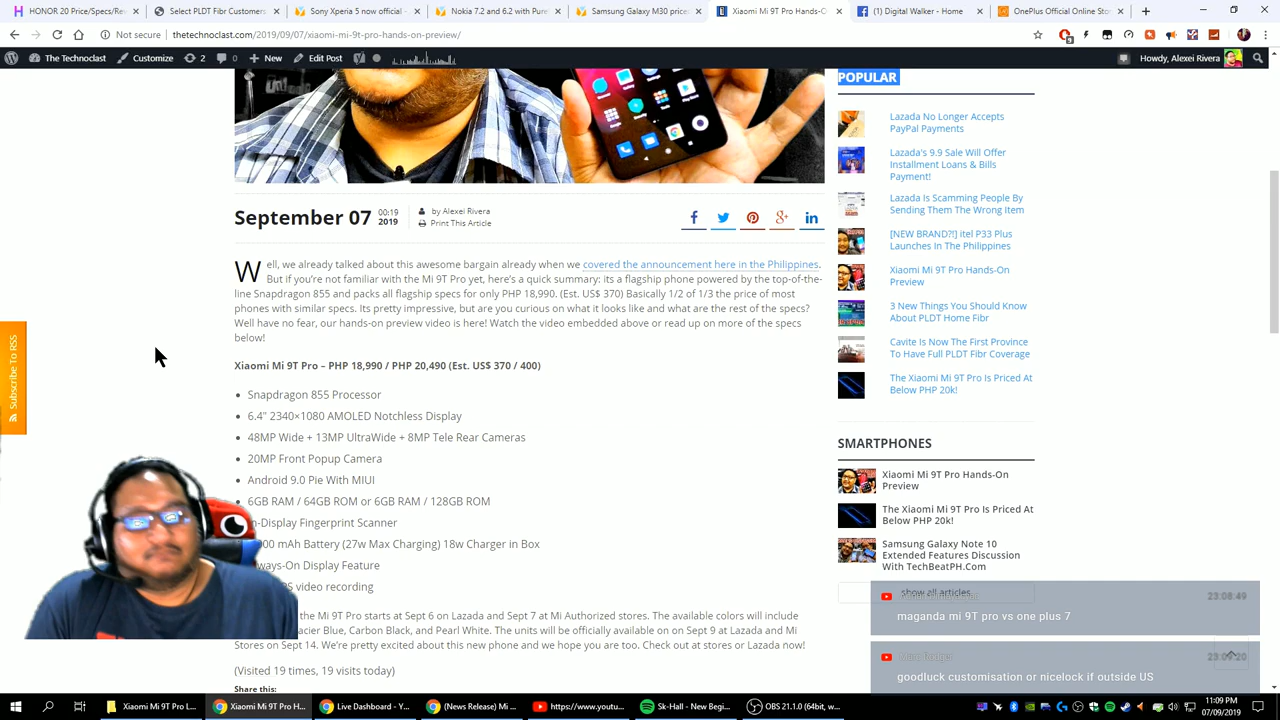 HONOR 20 Pro / Honor 2
Select PLDT Fibr Customers
Sony Xperia 5 now official
Nokia 7.2 and 6.2 with Pure
Samsung Galaxy M30 price
Xiaomi Mi 9T Pro Hands-O
(1) Digital Home - Home
OnePlus Official Online Sto
Not secure
thetechnoclast.com/2019/09/07/xiaomi-mi-9t-pro-hands-on-preview/
9
The Technoclast
Customize
2
0
New
Edit Post
Howdy, Alexei Rivera
September 07
00:19
2019
by Alexei Rivera
Print This Article
Well, we already talked about this awesome bargain already when we covered the announcement here in the Philippines.
But if you're not familiar with the Mi 9T Pro yet, here's a quick summary: its a flagship phone powered by the top-of-the-
line Snapdragon 855 and packs all flagship specs for only PHP 18,990. (Est. US$ 370) Basically 1/2 of 1/3 the price of most
phones with similar specs. Its pretty impressive, but are you curious on what it looks like and what are the rest of the specs?
Well have no fear, our hands-on preview video is here! Watch the video embedded above or read up on more of the specs
below!
Xiaomi Mi 9T Pro – PHP 18,990 / PHP 20,490 (Est. US$ 370 / 400)
Snapdragon 855 Processor
6.4" 2340×1080 AMOLED Notchless Display
48MP Wide + 13MP UltraWide + 8MP Tele Rear Cameras
20MP Front Popup Camera
Android 9.0 Pie With MIUI
6GB RAM / 64GB ROM or 6GB RAM / 128GB ROM
n-Display Fingerprint Scanner
00 mAh Battery (27w Max Charging) 18w Charger in Box
ways-On Display Feature
video recording
the Mi 9T Pro starts at Sept 6 on Lazada and Sept 7 at Mi Authorized stores. The available colors will include
acier Blue, Carbon Black, and Pearl White. The units will be officially available on on Sept 9 at Lazada and Mi
Stores on Sept 14. We're pretty excited about this new phone and we hope you are too. Check out at stores or Lazada now!
(Visited 19 times, 19 visits today)
Share this:
Subscribe To RSS
POPULAR
Lazada No Longer Accepts
PayPal Payments
Lazada's 9.9 Sale Will Offer
Installment Loans & Bills
Payment!
Lazada Is Scamming People By
Sending Them The Wrong Item
[NEW BRAND?!] itel P33 Plus
Launches In The Philippines
Xiaomi Mi 9T Pro Hands-On
Preview
3 New Things You Should Know
About PLDT Home Fibr
Cavite Is Now The First Province
To Have Full PLDT Fibr Coverage
The Xiaomi Mi 9T Pro Is Priced At
Below PHP 20k!
SMARTPHONES
Xiaomi Mi 9T Pro Hands-On
Preview
The Xiaomi Mi 9T Pro Is Priced At
Below PHP 20k!
Samsung Galaxy Note 10
Extended Features Discussion
With TechBeatPH.Com
show all articles
23:08:49
maganda mi 9T pro vs one plus 7
23:09:20
goodluck customisation or nicelock if outside US
Xiaomi Mi 9T Pro L...
Xiaomi Mi 9T Pro H...
Live Dashboard - Y...
(News Release) Mi ...
https://www.youtu...
Sk-Hall - New Begi...
OBS 21.1.0 (64bit, w...
11:09 PM
07/09/2019